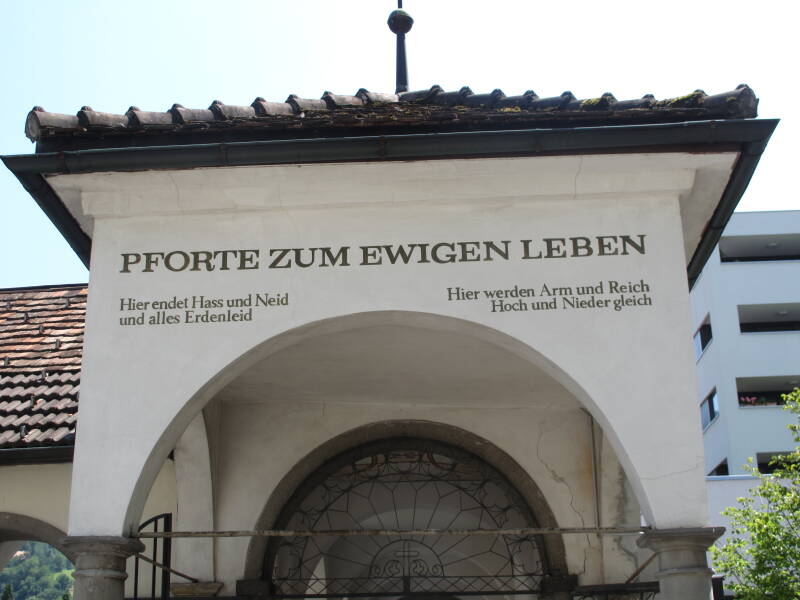 PFORTE ZUM EWIGEN LEBEN
Hier endet Hass und Neid
und alles Erdenleid
Hier werden Arm und Reich
Hoch und Nieder gleich